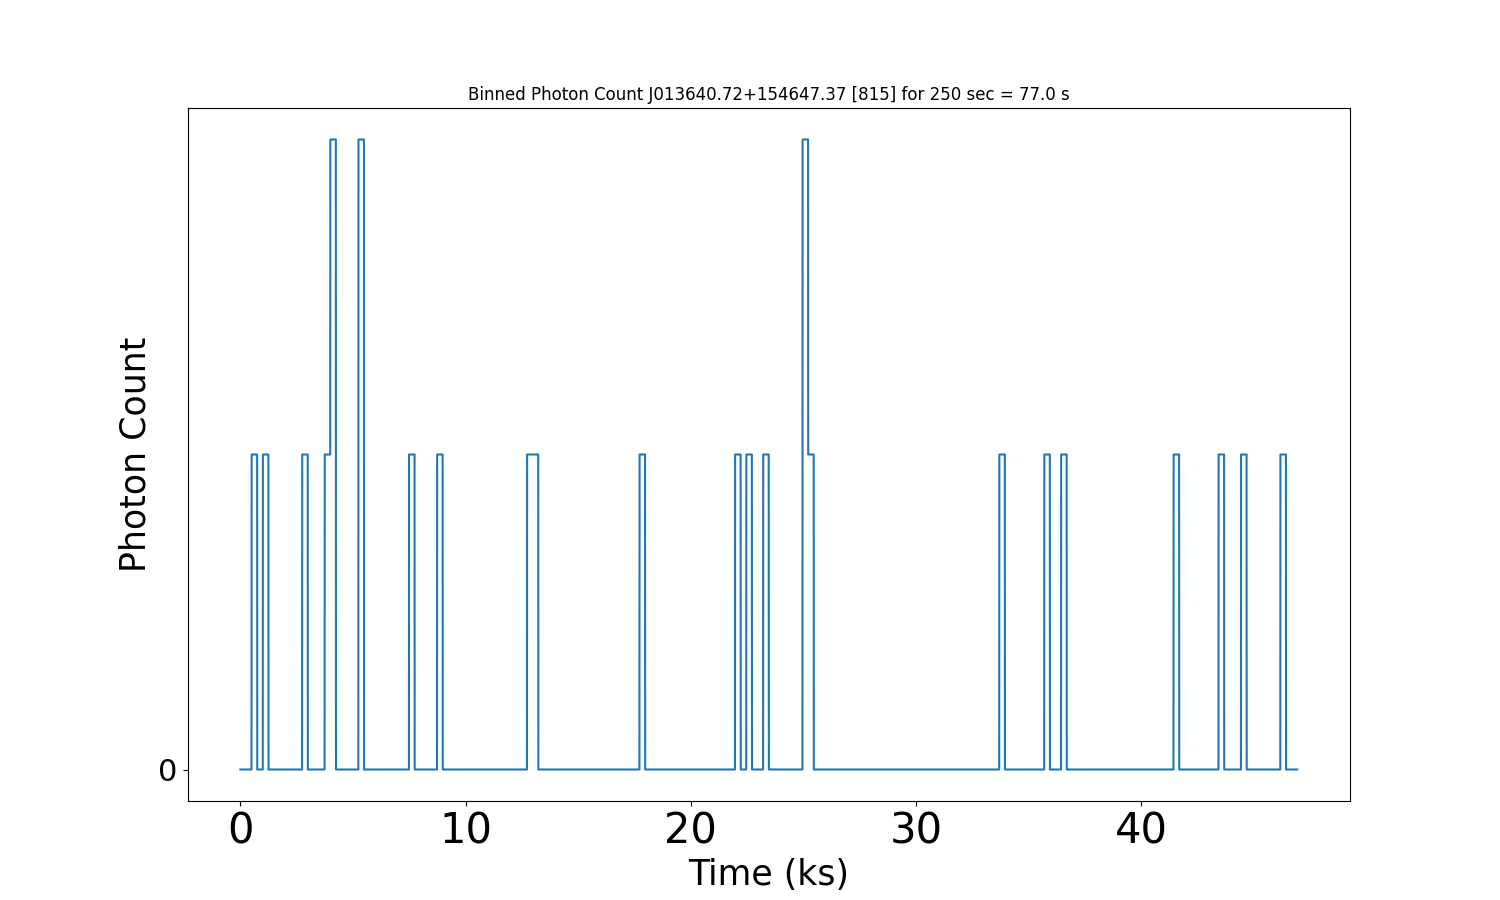 Binned Photon Count J013640.72+154647.37 [815] for 250 sec = 77.0 s
Photon Count
0
0 10 20 30 40
Time (ks)